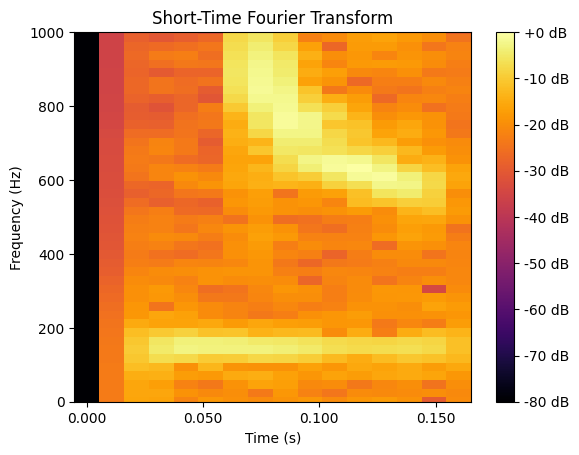 Short-Time Fourier Transform
1000
800
600
400
200
0
Frequency (Hz)
0.000
0.050
0.100
0.150
Time (s)
+0 dB
-10 dB
-20 dB
-30 dB
-40 dB
-50 dB
-60 dB
-70 dB
-80 dB